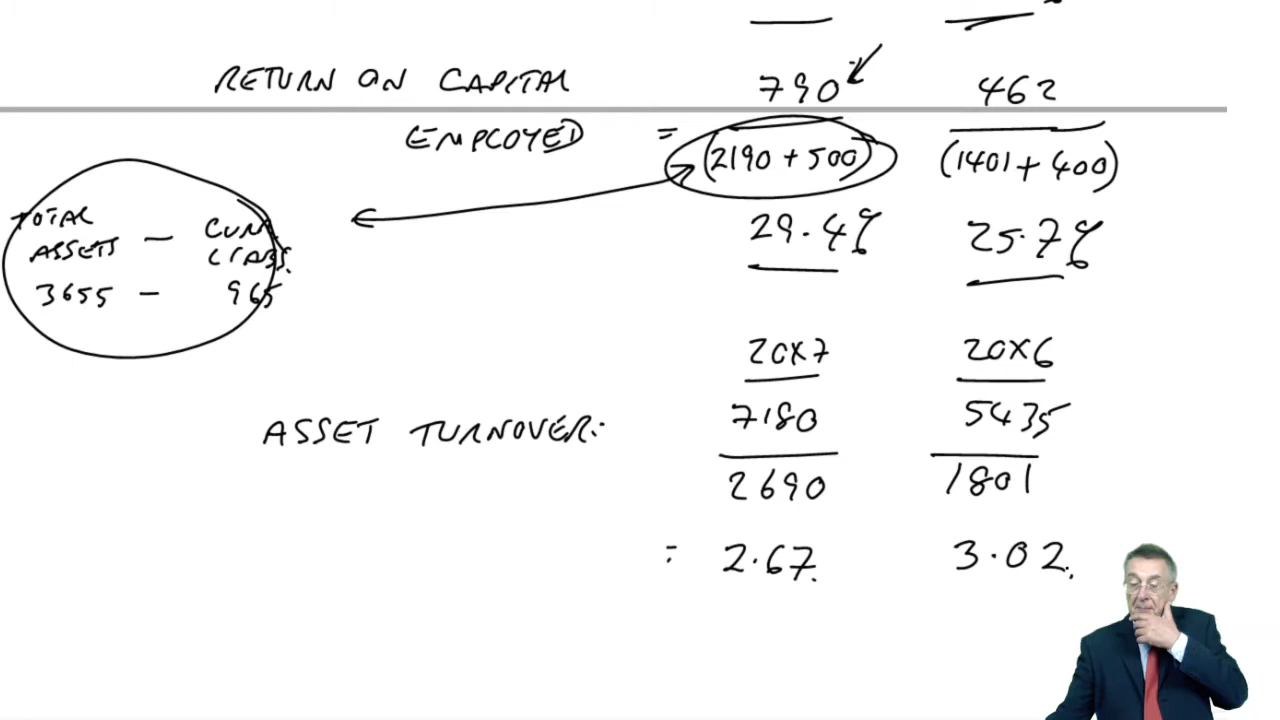 RETURN ON CAPITAL 790 462
EMPLOYED = (2190 + 500) (1401 + 400)
29.4% 25.7%
TOTAL ASSETS - CURR. LIABS.
3655 - 965
20X7 20X6
ASSET TURNOVER: 7180 5435
2690 1801
= 2.67 3.02